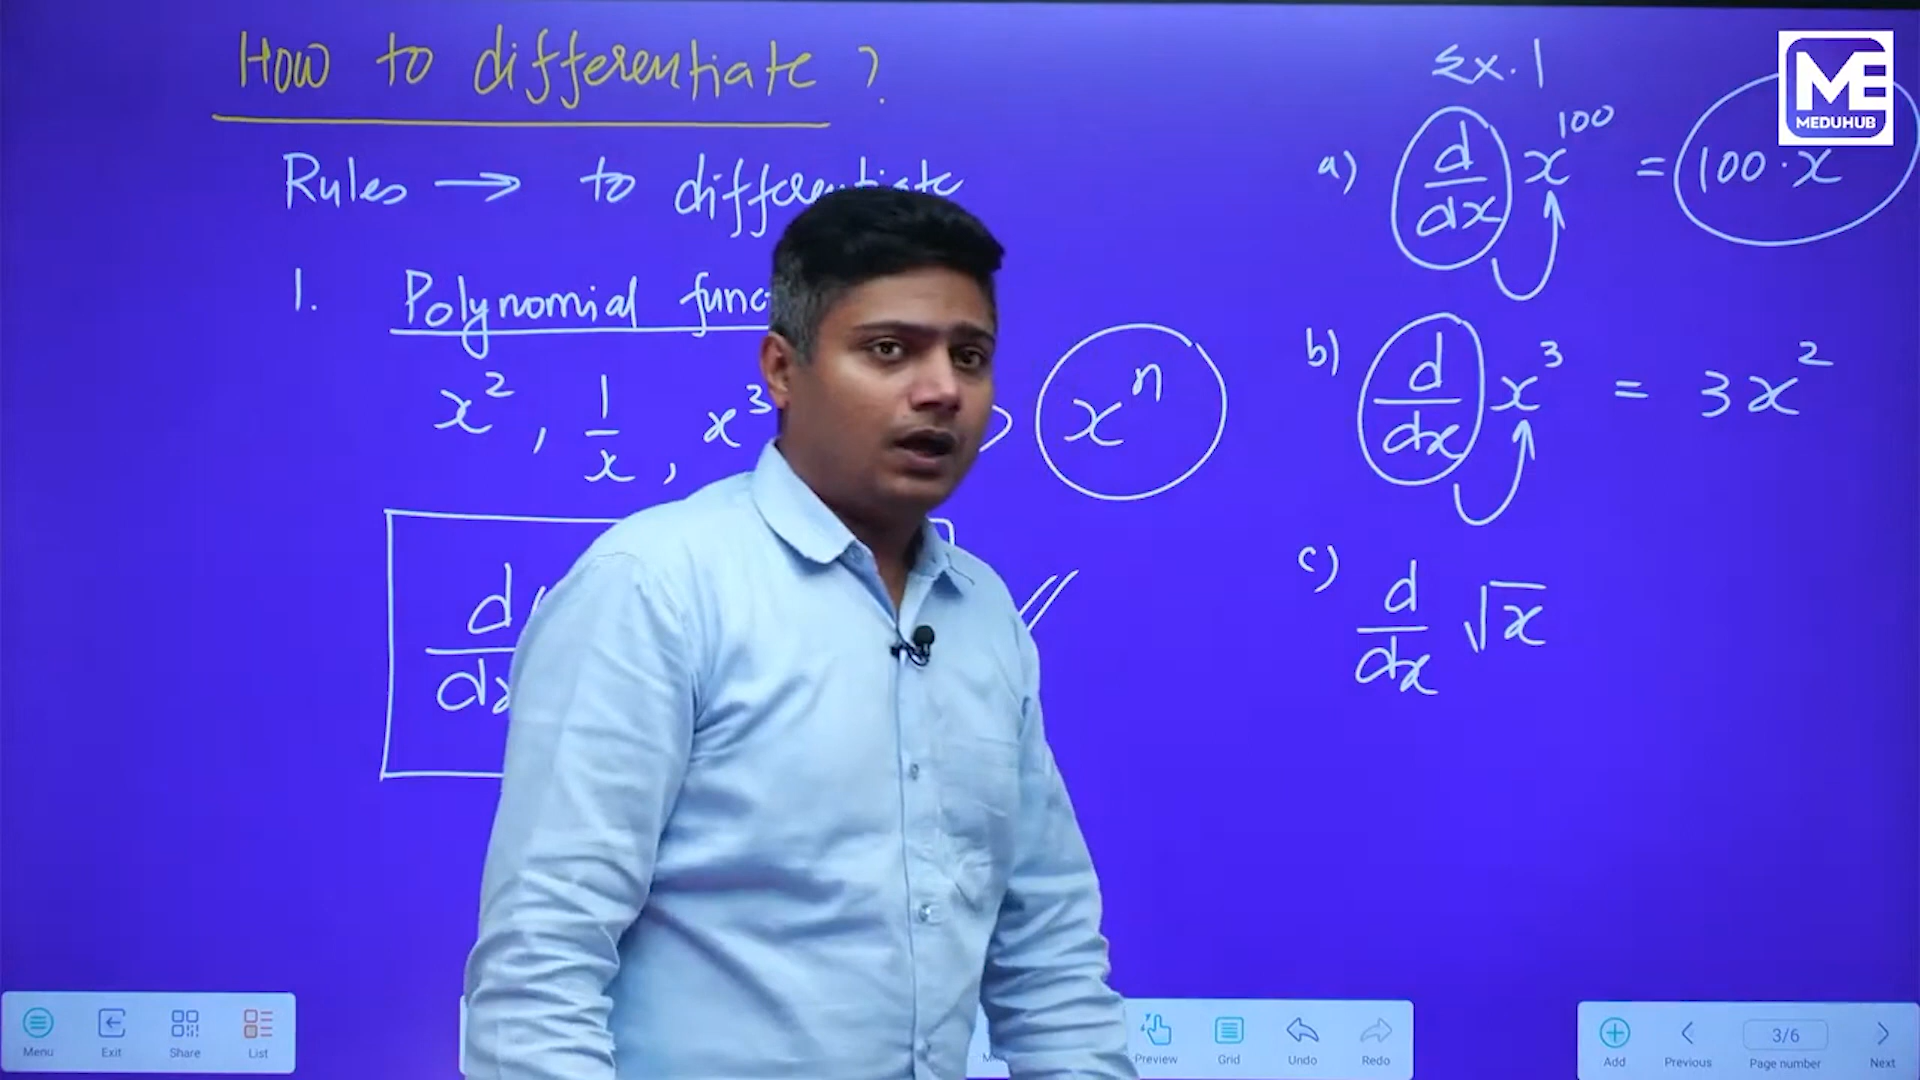 How to differentiate ?
Rules → to differentiate
1. Polynomial func
x², 1/x, x³
xⁿ
d
dx
Ex. 1
a) d/dx x¹⁰⁰ = 100·x
b) d/dx x³ = 3x²
c) d/dx √x
ME
MEDUHUB
Menu Exit Share List
Preview Grid Undo Redo
Add Previous 3/6 Page number Next